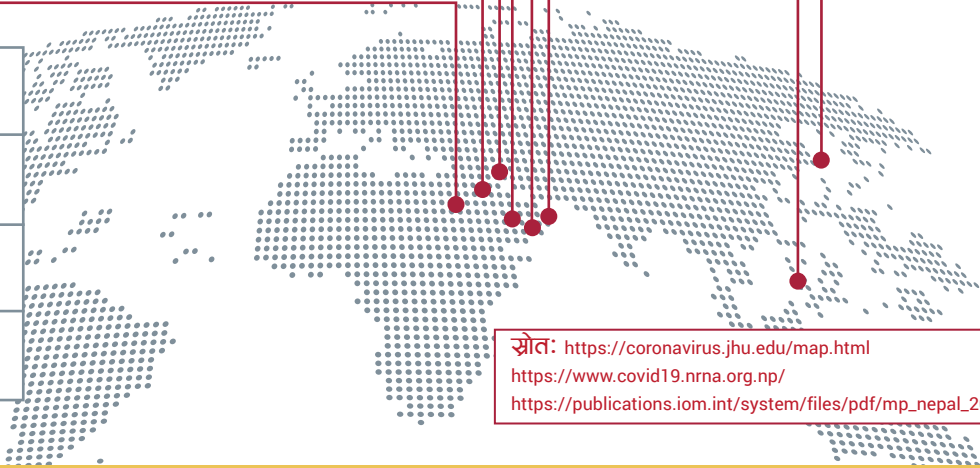 स्रोत: https://coronavirus.jhu.edu/map.html
https://www.covid19.nrna.org.np/
https://publications.iom.int/system/files/pdf/mp_nepal_2